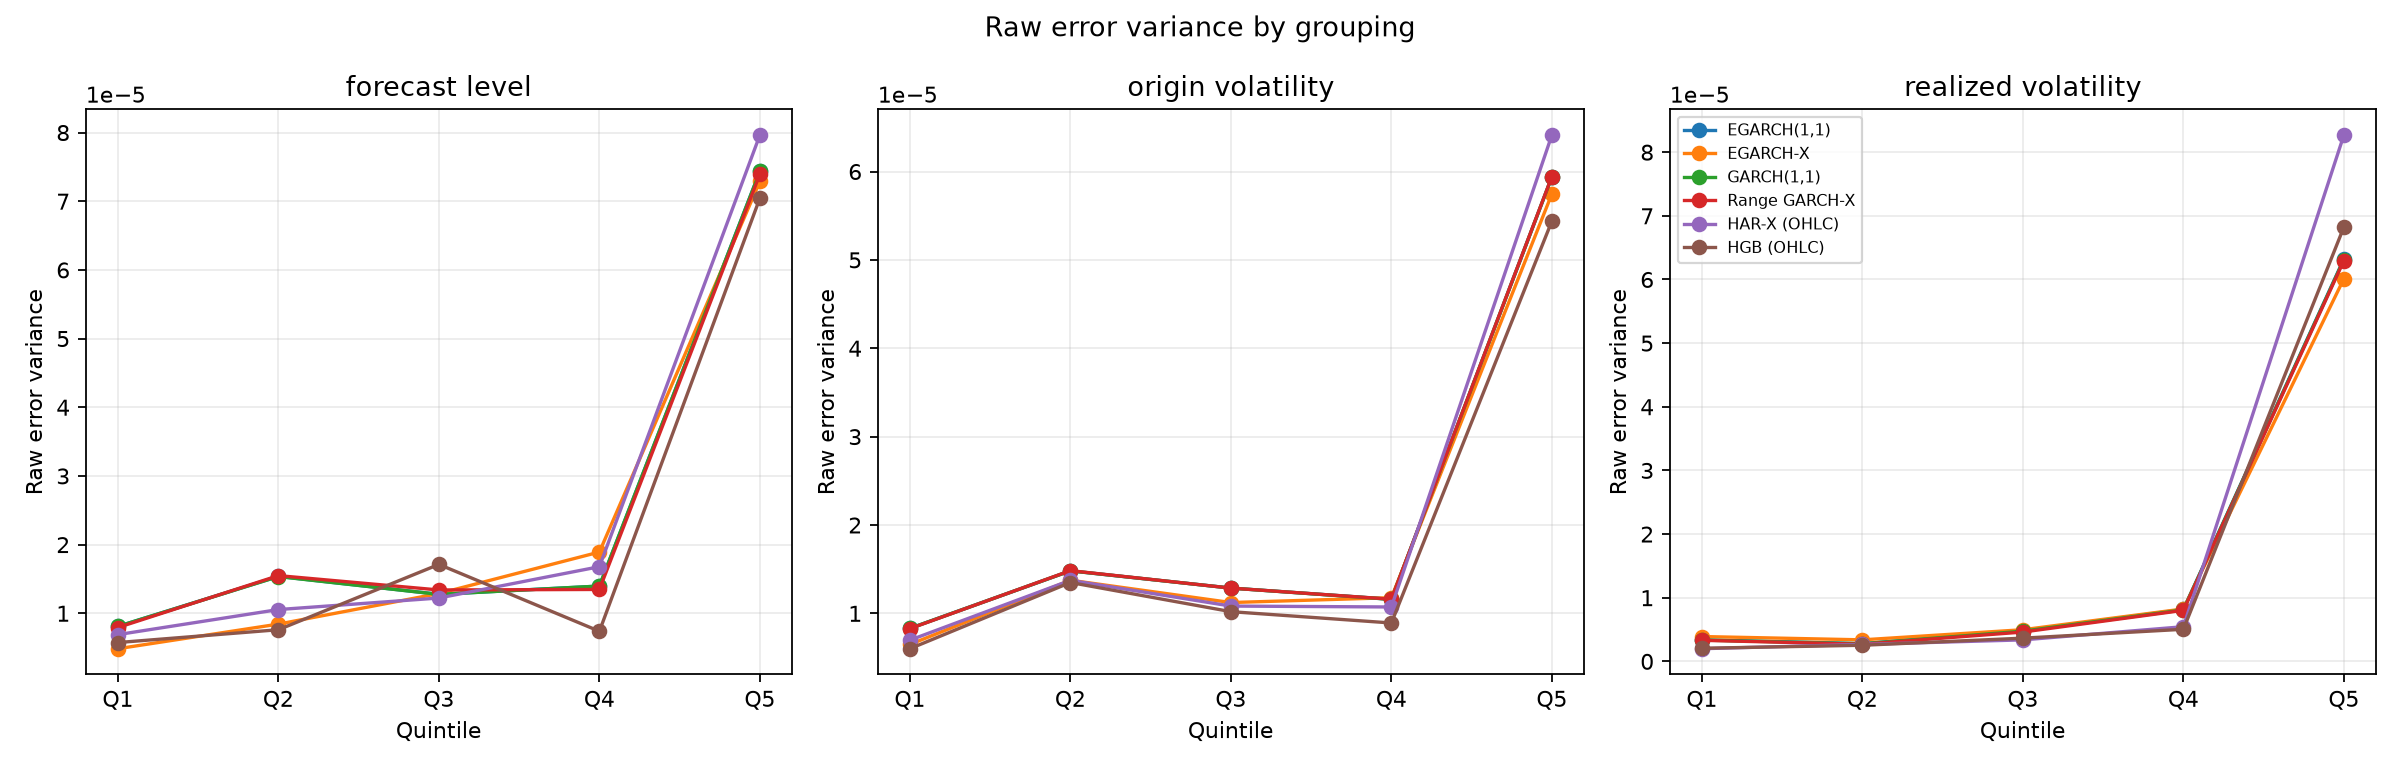 Raw error variance by grouping
forecast level
1e−5
8
7
6
5
4
3
2
1
Raw error variance
Q1 Q2 Q3 Q4 Q5
Quintile
origin volatility
1e−5
6
5
4
3
2
1
Raw error variance
Q1 Q2 Q3 Q4 Q5
Quintile
realized volatility
1e−5
8
7
6
5
4
3
2
1
0
Raw error variance
EGARCH(1,1)
EGARCH-X
GARCH(1,1)
Range GARCH-X
HAR-X (OHLC)
HGB (OHLC)
Q1 Q2 Q3 Q4 Q5
Quintile